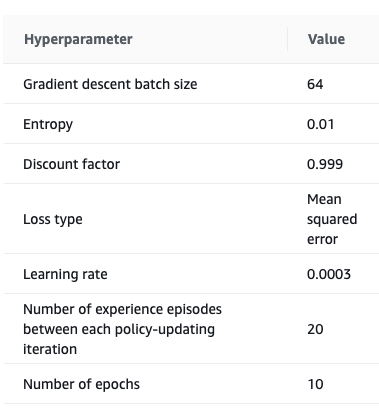 Hyperparameter Value
Gradient descent batch size 64
Entropy 0.01
Discount factor 0.999
Loss type Mean squared error
Learning rate 0.0003
Number of experience episodes between each policy-updating iteration 20
Number of epochs 10